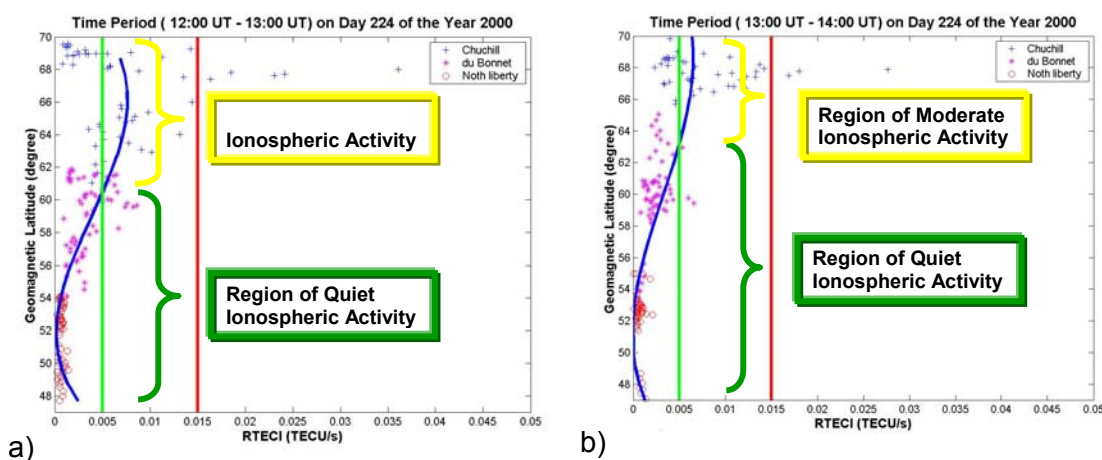 Time Period ( 12:00 UT - 13:00 UT) on Day 224 of the Year 2000
70
68
66
64
62
60
58
56
54
52
50
48
Geomagnetic Latitude (degree)
Chuchill
du Bonnet
Noth liberty
Ionospheric Activity
Region of Quiet
Ionospheric Activity
0
0.005
0.01
0.015
0.02
0.025
0.03
0.035
0.04
0.045
0.05
RTECI (TECU/s)
a)
Time Period ( 13:00 UT - 14:00 UT) on Day 224 of the Year 2000
70
68
66
64
62
60
58
56
54
52
50
48
Geomagnetic Latitude (degree)
Chuchill
du Bonnet
Noth liberty
Region of Moderate
Ionospheric Activity
Region of Quiet
Ionospheric Activity
0
0.005
0.01
0.015
0.02
0.025
0.03
0.035
0.04
0.045
0.05
RTECI (TECU/s)
b)